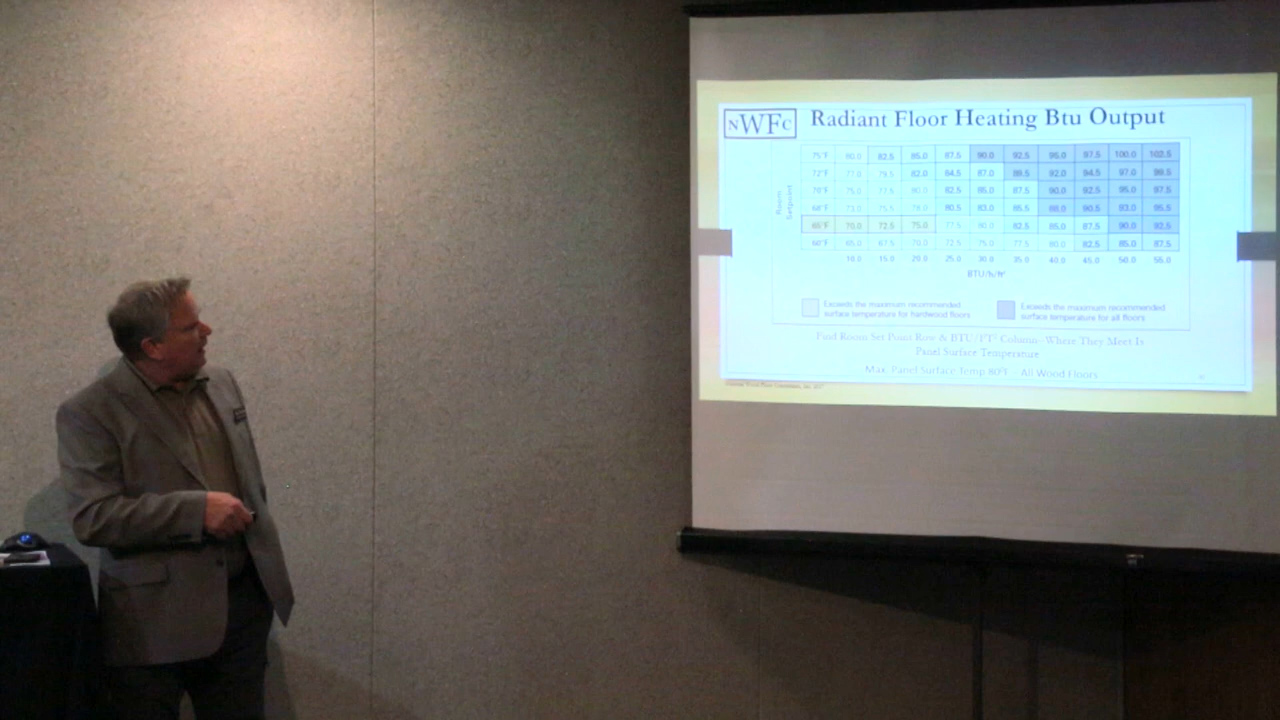 NWFC
Radiant Floor Heating Btu Output
75°F 80.0 82.5 85.0 87.5 90.0 92.5 95.0 97.5 100.0 102.5
72°F 77.0 79.5 82.0 84.5 87.0 89.5 92.0 94.5 97.0 99.5
70°F 75.0 77.5 80.0 82.5 85.0 87.5 90.0 92.5 95.0 97.5
68°F 73.0 75.5 78.0 80.5 83.0 85.5 88.0 90.5 93.0 95.5
65°F 70.0 72.5 75.0 77.5 80.0 82.5 85.0 87.5 90.0 92.5
60°F 65.0 67.5 70.0 72.5 75.0 77.5 80.0 82.5 85.0 87.5
10.0 15.0 20.0 25.0 30.0 35.0 40.0 45.0 50.0 55.0
Room
Setpoint
BTU/h/ft²
Exceeds the maximum recommended
surface temperature for hardwood floors
Exceeds the maximum recommended
surface temperature for all floors
Find Room Set Point Row & BTU/FT² Column–Where They Meet Is
Panel Surface Temperature
Max. Panel Surface Temp 80°F - All Wood Floors